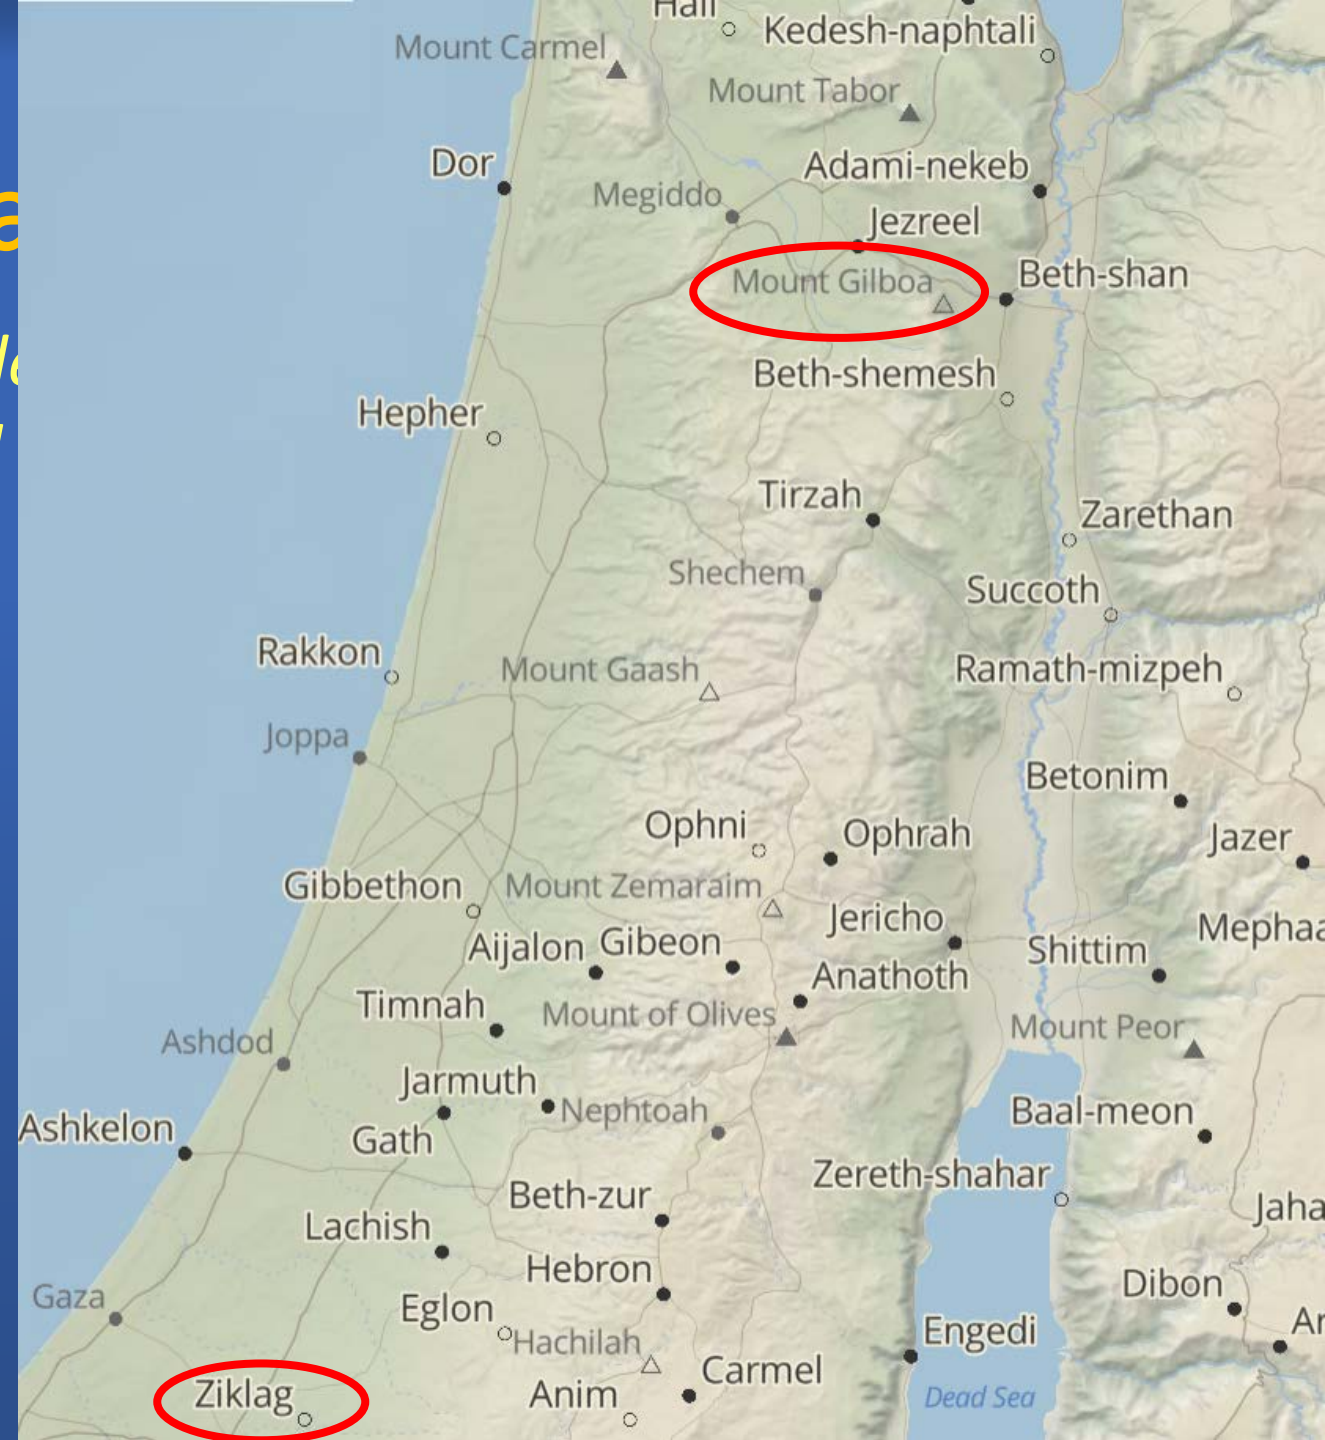 Kedesh-naphtali
Mount Carmel
Mount Tabor
Dor
Adami-nekeb
Megiddo
Jezreel
Mount Gilboa
Beth-shan
Beth-shemesh
Hepher
Tirzah
Zarethan
Shechem
Succoth
Rakkon
Mount Gaash
Ramath-mizpeh
Joppa
Betonim
Ophni
Ophrah
Jazer
Gibbethon
Mount Zemaraim
Jericho
Aijalon
Gibeon
Shittim
Mephaa
Anathoth
Timnah
Mount of Olives
Mount Peor
Ashdod
Jarmuth
Nephtoah
Baal-meon
Ashkelon
Gath
Zereth-shahar
Beth-zur
Jaha
Lachish
Hebron
Dibon
Gaza
Eglon
Hachilah
Engedi
Ar
Carmel
Ziklag
Anim
Dead Sea